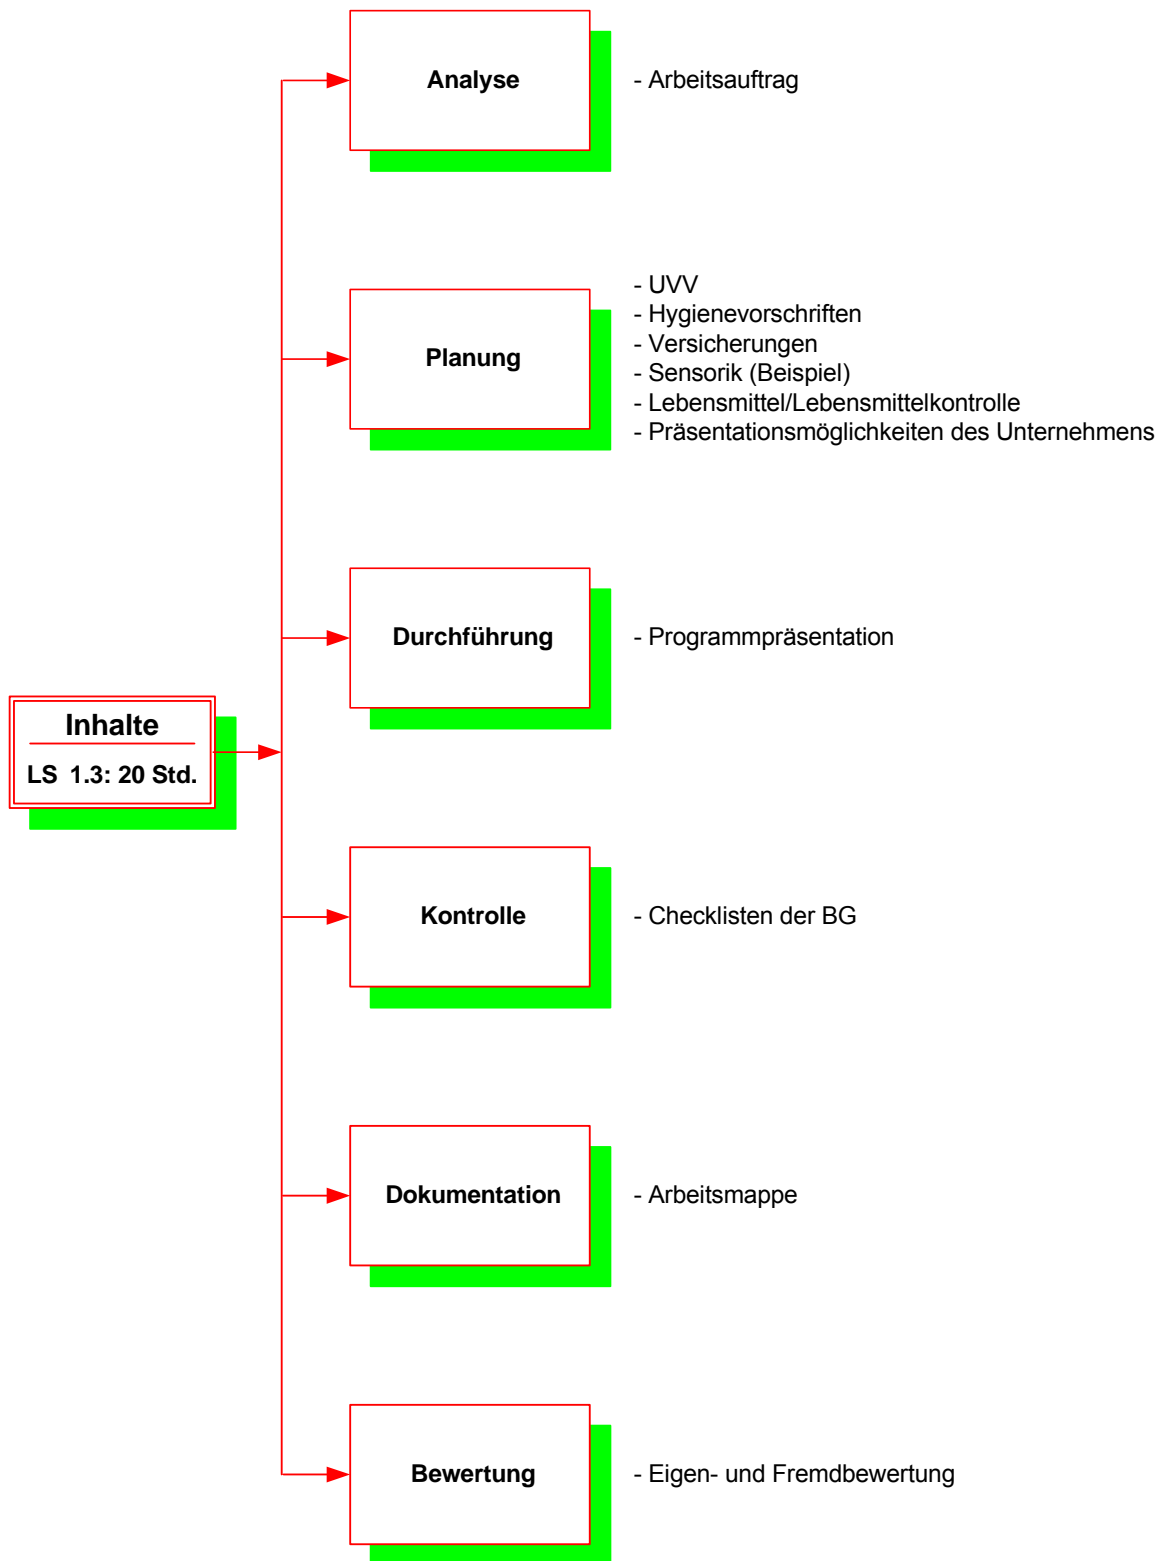 Analyse
- Arbeitsauftrag
- UVV
- Hygienevorschriften
- Versicherungen
- Sensorik (Beispiel)
- Lebensmittel/Lebensmittelkontrolle
- Präsentationsmöglichkeiten des Unternehmens
Planung
Durchführung
- Programmpräsentation
Inhalte
LS 1.3: 20 Std.
Kontrolle
- Checklisten der BG
Dokumentation
- Arbeitsmappe
Bewertung
- Eigen- und Fremdbewertung